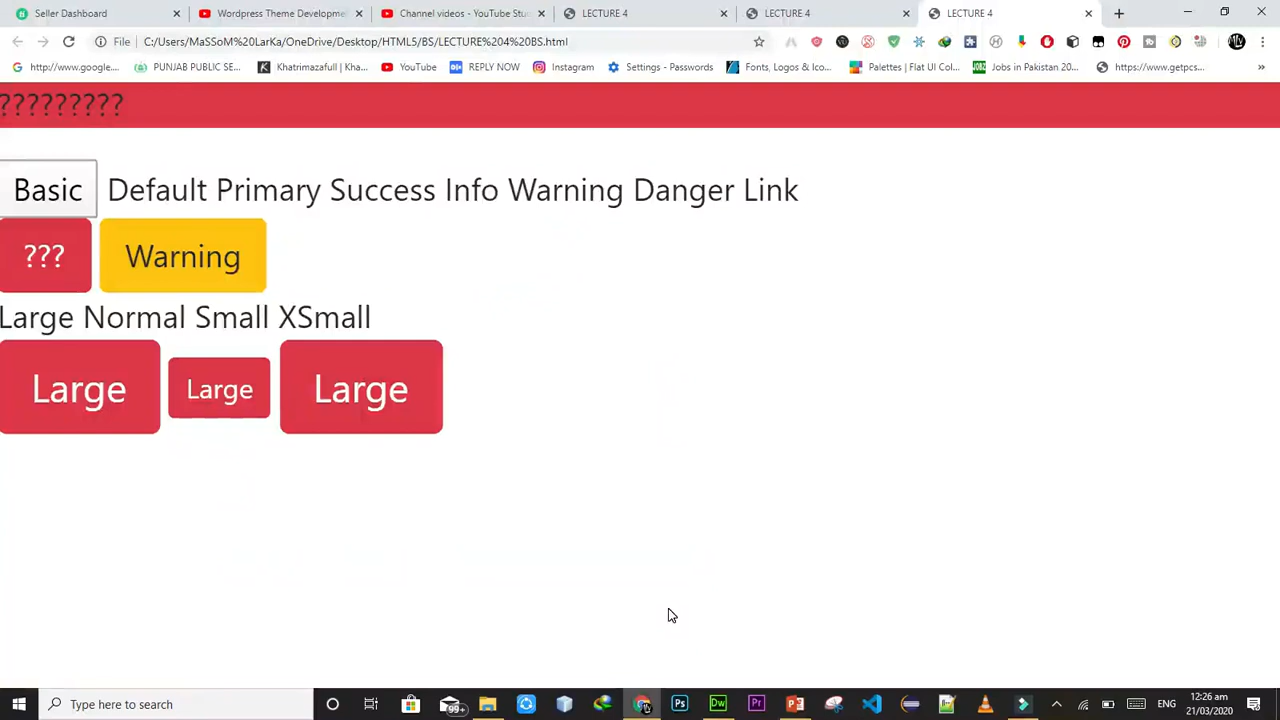 Seller Dashboard
Wordpress Theme Developme
Channel videos - YouTube Stu
LECTURE 4
LECTURE 4
LECTURE 4
File C:/Users/MaSSoM%20LarKa/OneDrive/Desktop/HTML5/BS/LECTURE%204%20BS.html
http://www.google....
PUNJAB PUBLIC SE...
Khatrimazafull | Kha...
YouTube
REPLY NOW
Instagram
Settings - Passwords
Fonts, Logos & Ico...
Palettes | Flat UI Col...
Jobs in Pakistan 20...
https://www.getpcs...
?????????
Basic Default Primary Success Info Warning Danger Link
??? Warning
Large Normal Small XSmall
Large Large Large
Type here to search
99+
Ps
Dw
Pr
ENG
12:26 am
21/03/2020